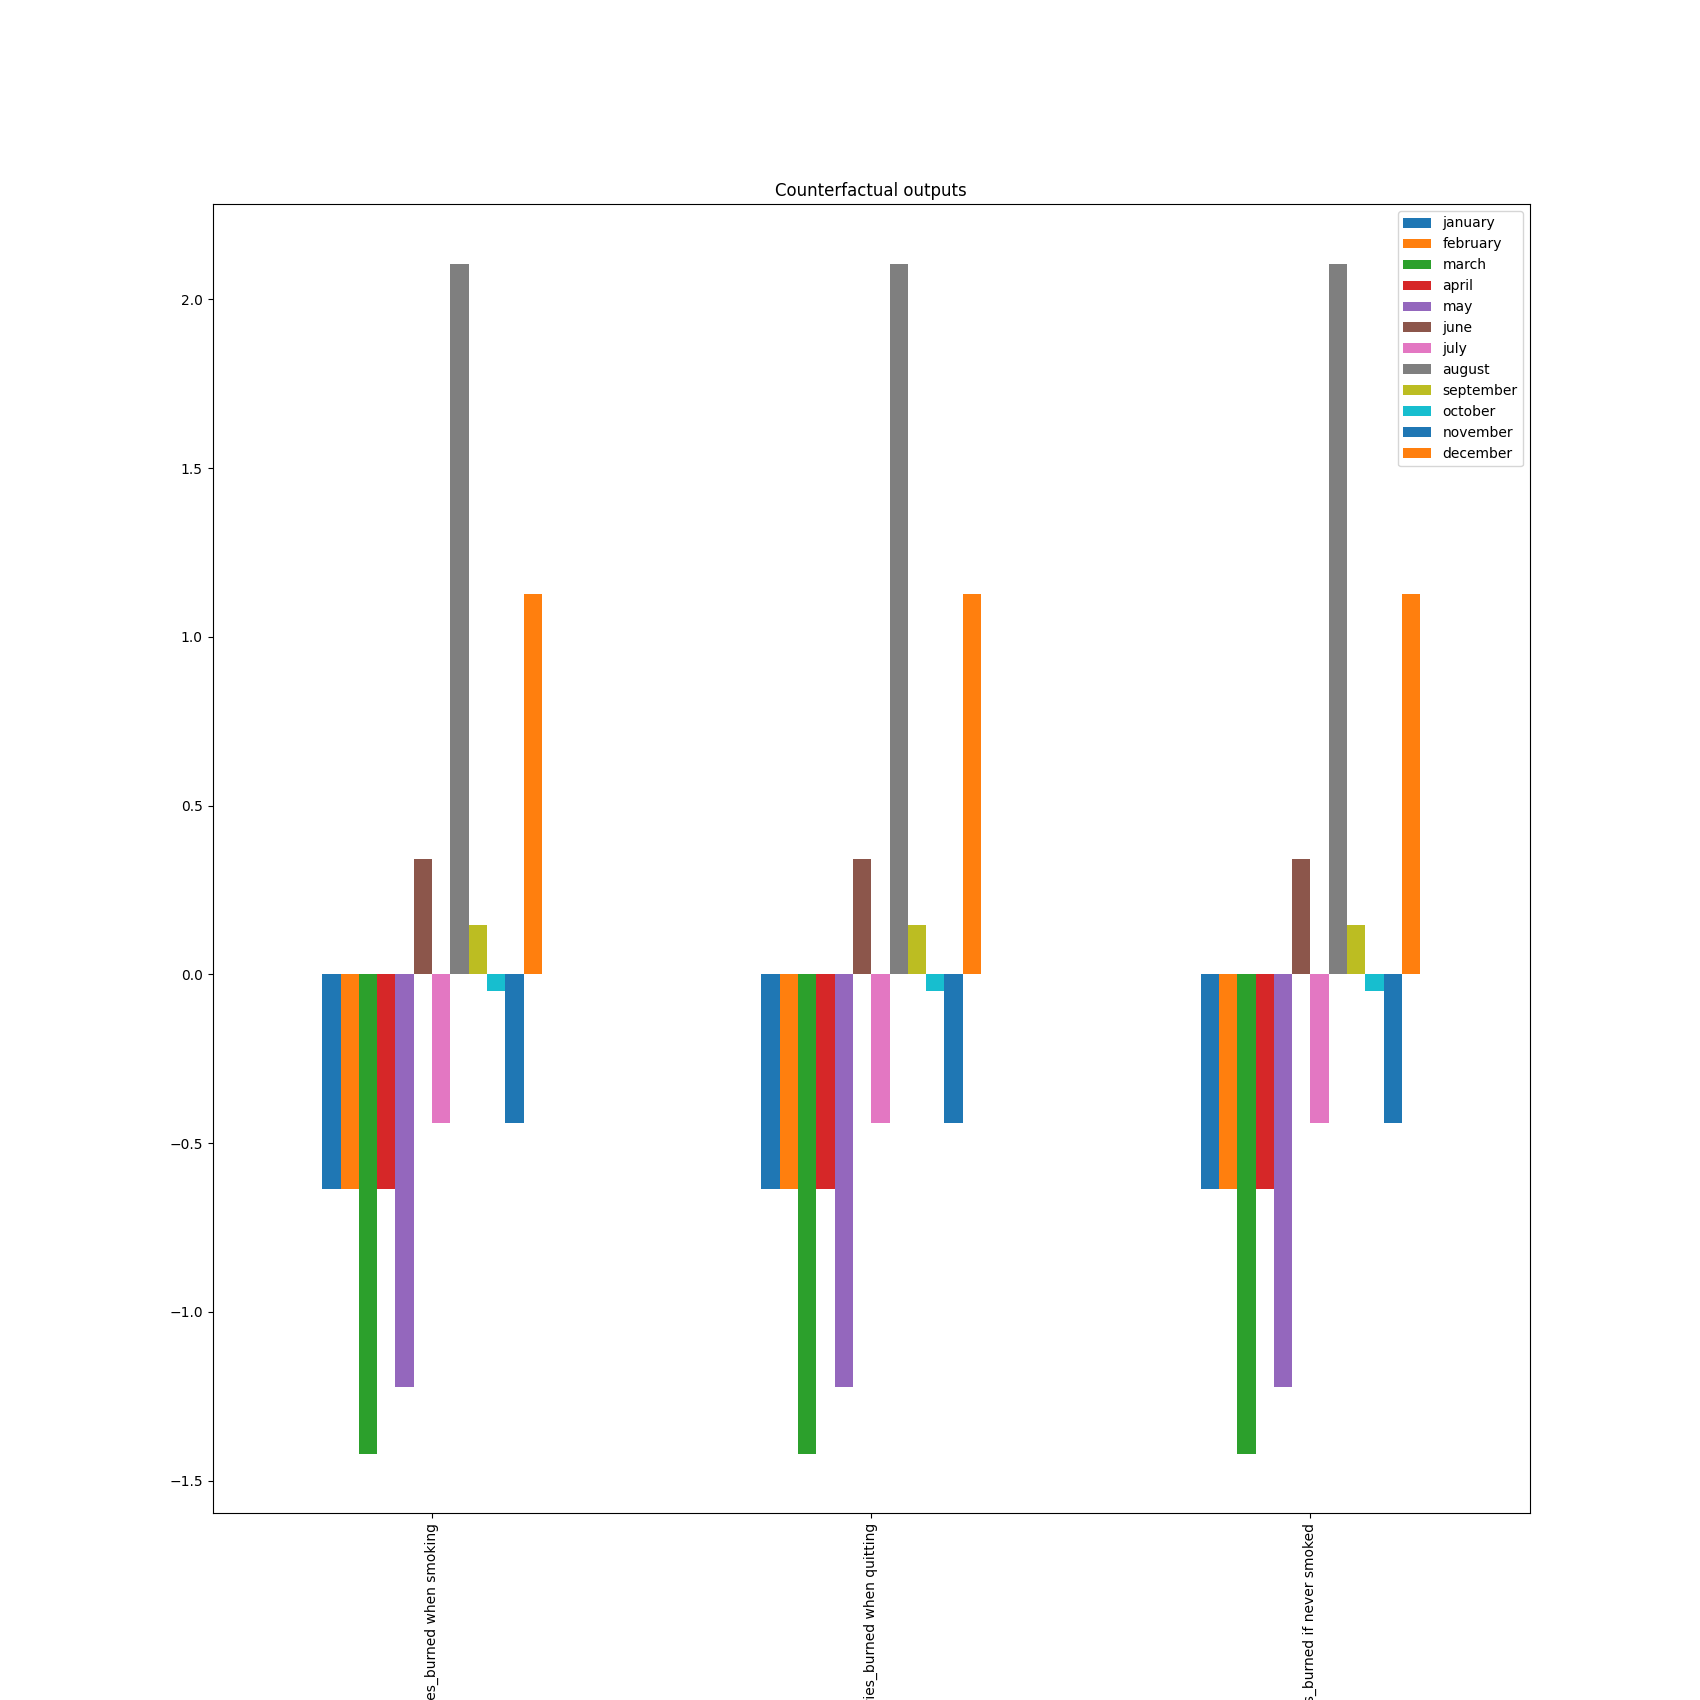 Counterfactual outputs
january
february
march
april
may
june
july
august
september
october
november
december
2.0
1.5
1.0
0.5
0.0
−0.5
−1.0
−1.5
es_burned when smoking
ies_burned when quitting
s_burned if never smoked